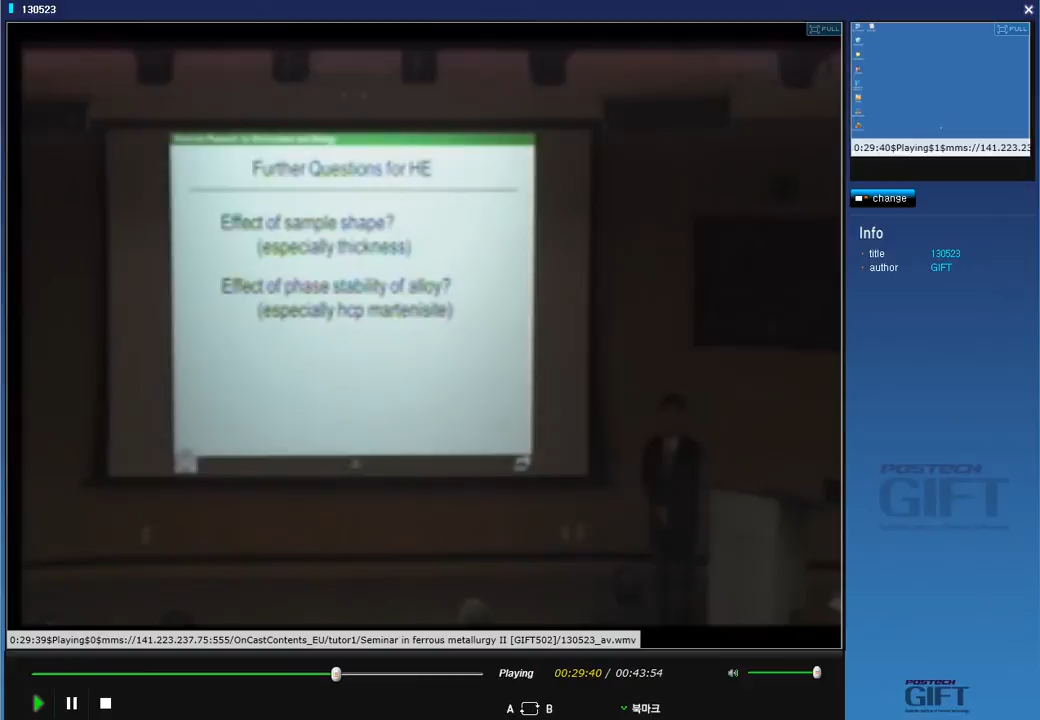 130523
FULL
FULL
Further Questions for HE
Effect of sample shape?
(especially thickness)
Effect of phase stability of alloy?
(especially hcp martenisite)
0:29:40$Playing$1$mms://141.223.23
change
Info
title 130523
author GIFT
POSTECH
GIFT
0:29:39$Playing$0$mms://141.223.237.75:555/OnCastContents_EU/tutor1/Seminar in ferrous metallurgy II [GIFT502]/130523_av.wmv
Playing 00:29:40 / 00:43:54
A B 북마크
POSTECH
GIFT